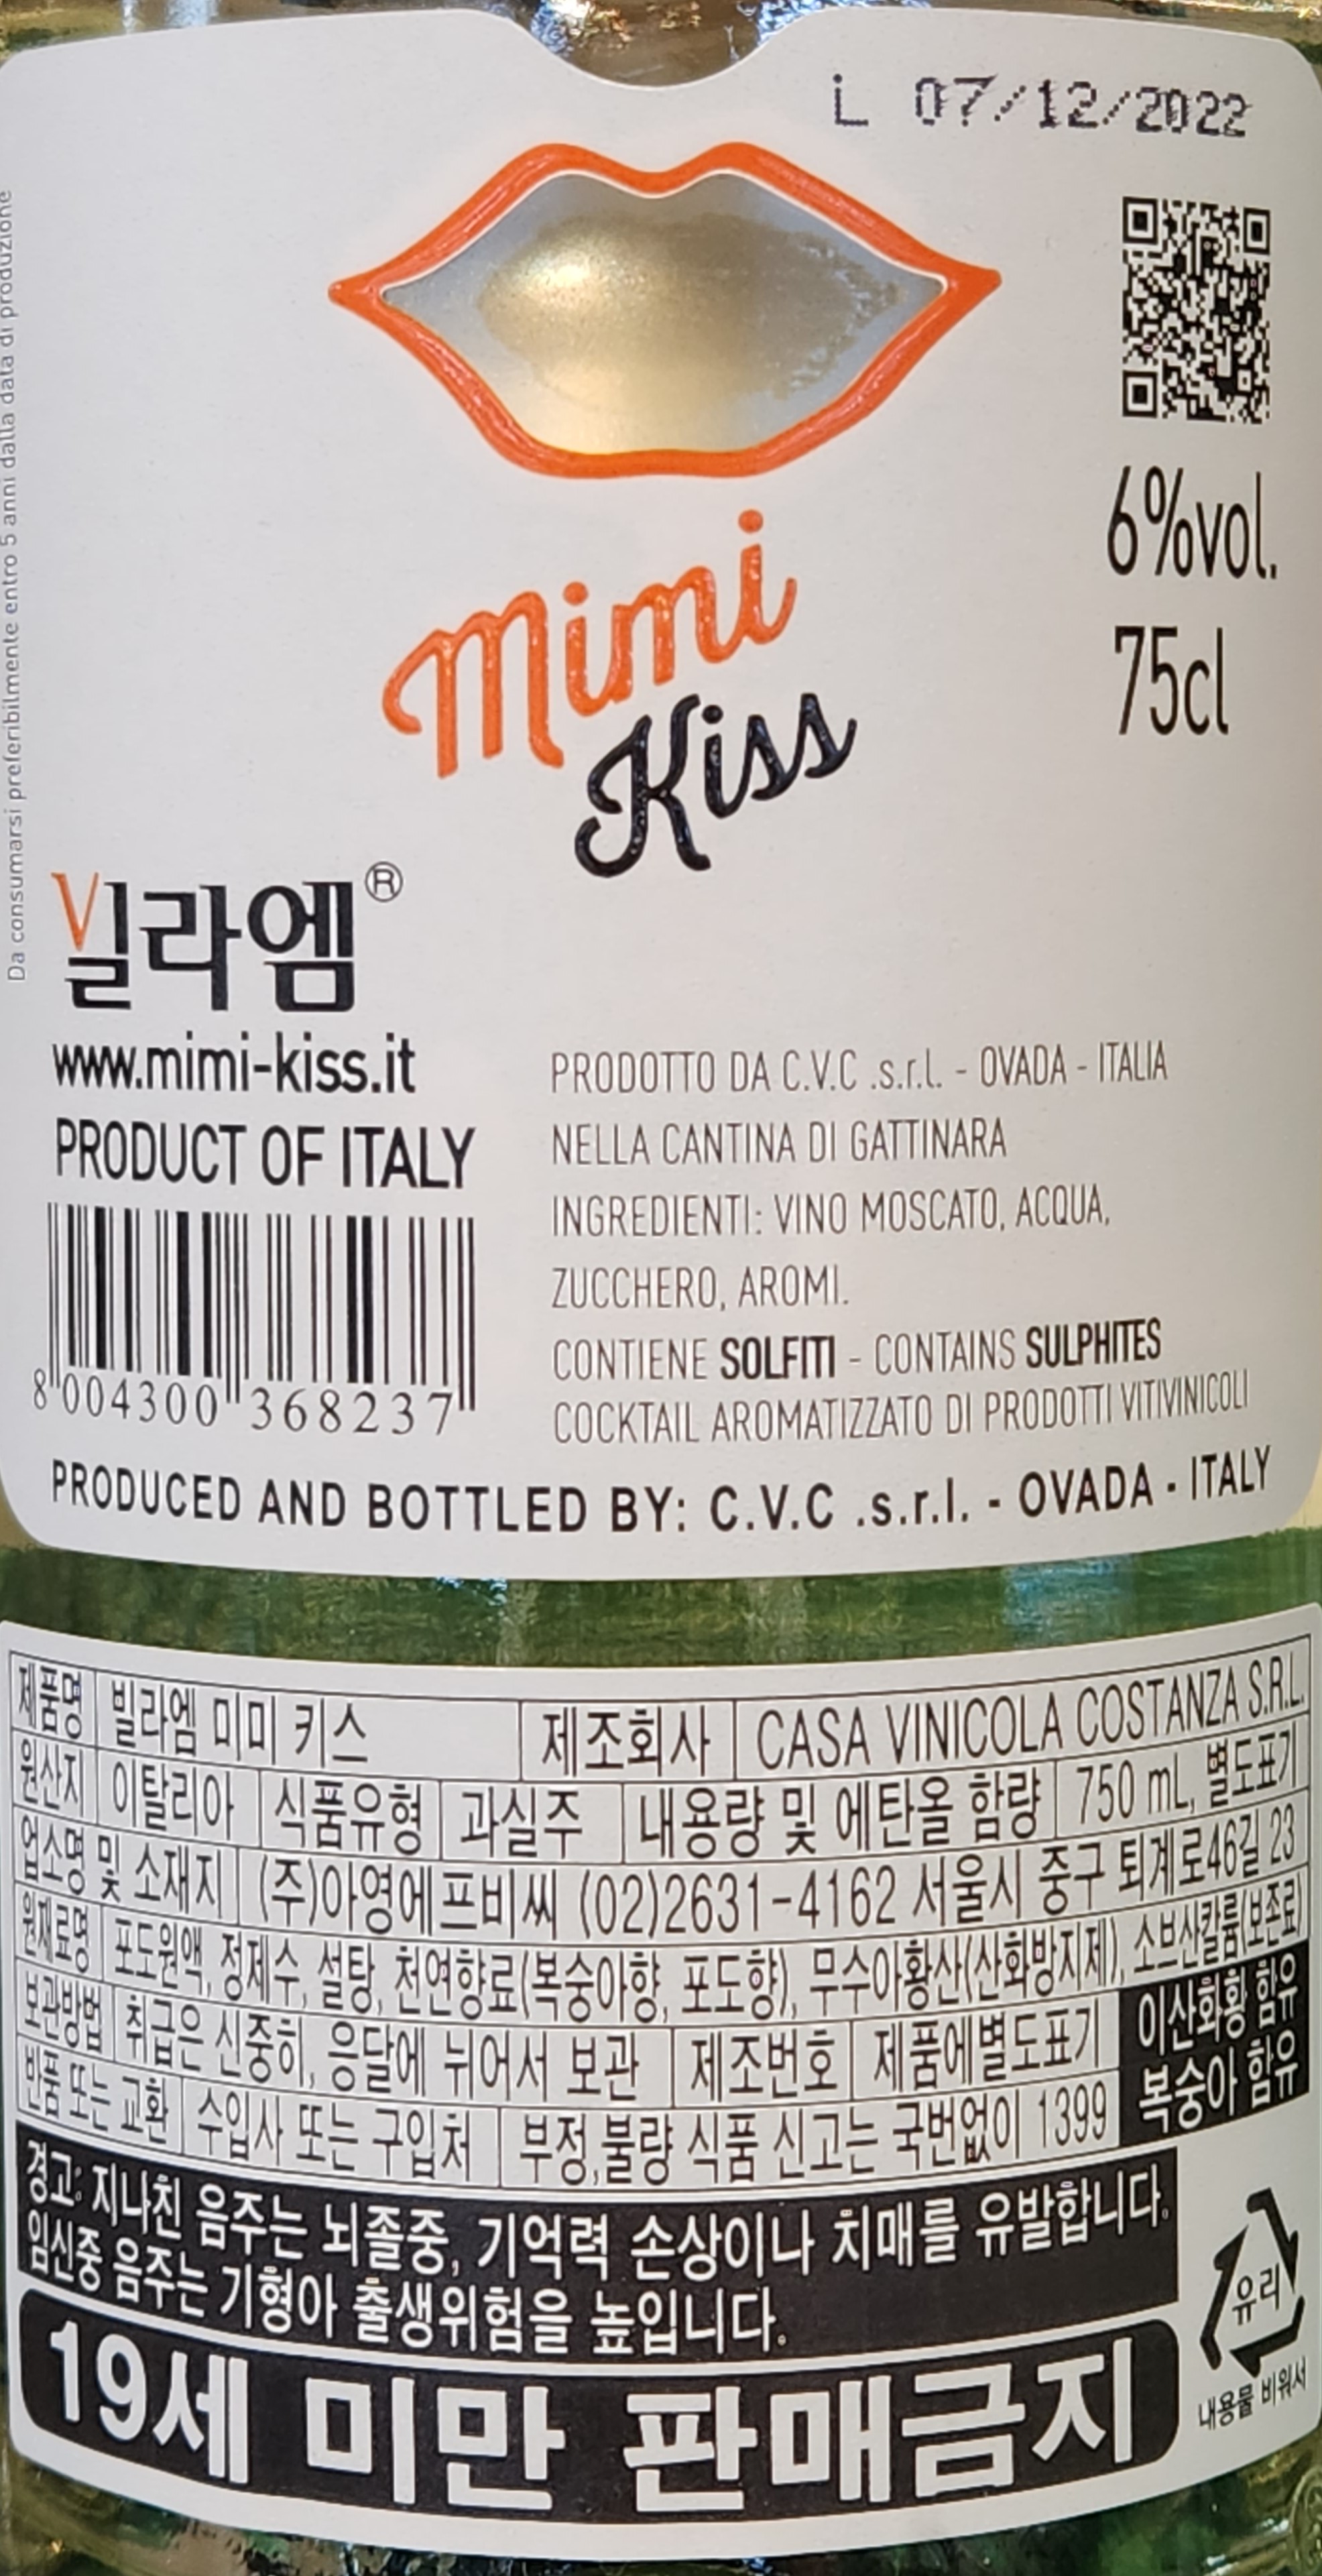 L 07/12/2022
Da consumarsi preferibilmente entro 5 anni dalla data di produzione
6%vol.
75cl
Mimi
Kiss
빌라엠®
www.mimi-kiss.it
PRODUCT OF ITALY
8 004300 368237
PRODOTTO DA C.V.C .s.r.l. - OVADA - ITALIA
NELLA CANTINA DI GATTINARA
INGREDIENTI: VINO MOSCATO, ACQUA,
ZUCCHERO, AROMI.
CONTIENE SOLFITI - CONTAINS SULPHITES
COCKTAIL AROMATIZZATO DI PRODOTTI VITIVINICOLI
PRODUCED AND BOTTLED BY: C.V.C .s.r.l. - OVADA - ITALY
제품명 빌라엠 미미 키스 제조회사 CASA VINICOLA COSTANZA S.R.L.
원산지 이탈리아 식품유형 과실주 내용량 및 에탄올 함량 750 mL, 별도표기
업소명 및 소재지 (주)아영에프비씨 (02)2631-4162 서울시 중구 퇴계로46길 23
원재료명 포도원액, 정제수, 설탕, 천연향료(복숭아향, 포도향), 무수아황산(산화방지제), 소브산칼륨(보존료)
보관방법 취급은 신중히, 응달에 뉘어서 보관 제조번호 제품에별도표기 이산화황 함유
반품 또는 교환 수입사 또는 구입처 부정,불량 식품 신고는 국번없이 1399 복숭아 함유
경고: 지나친 음주는 뇌졸중, 기억력 손상이나 치매를 유발합니다.
임신중 음주는 기형아 출생위험을 높입니다.
유리
내용물 비워서
19세 미만 판매금지